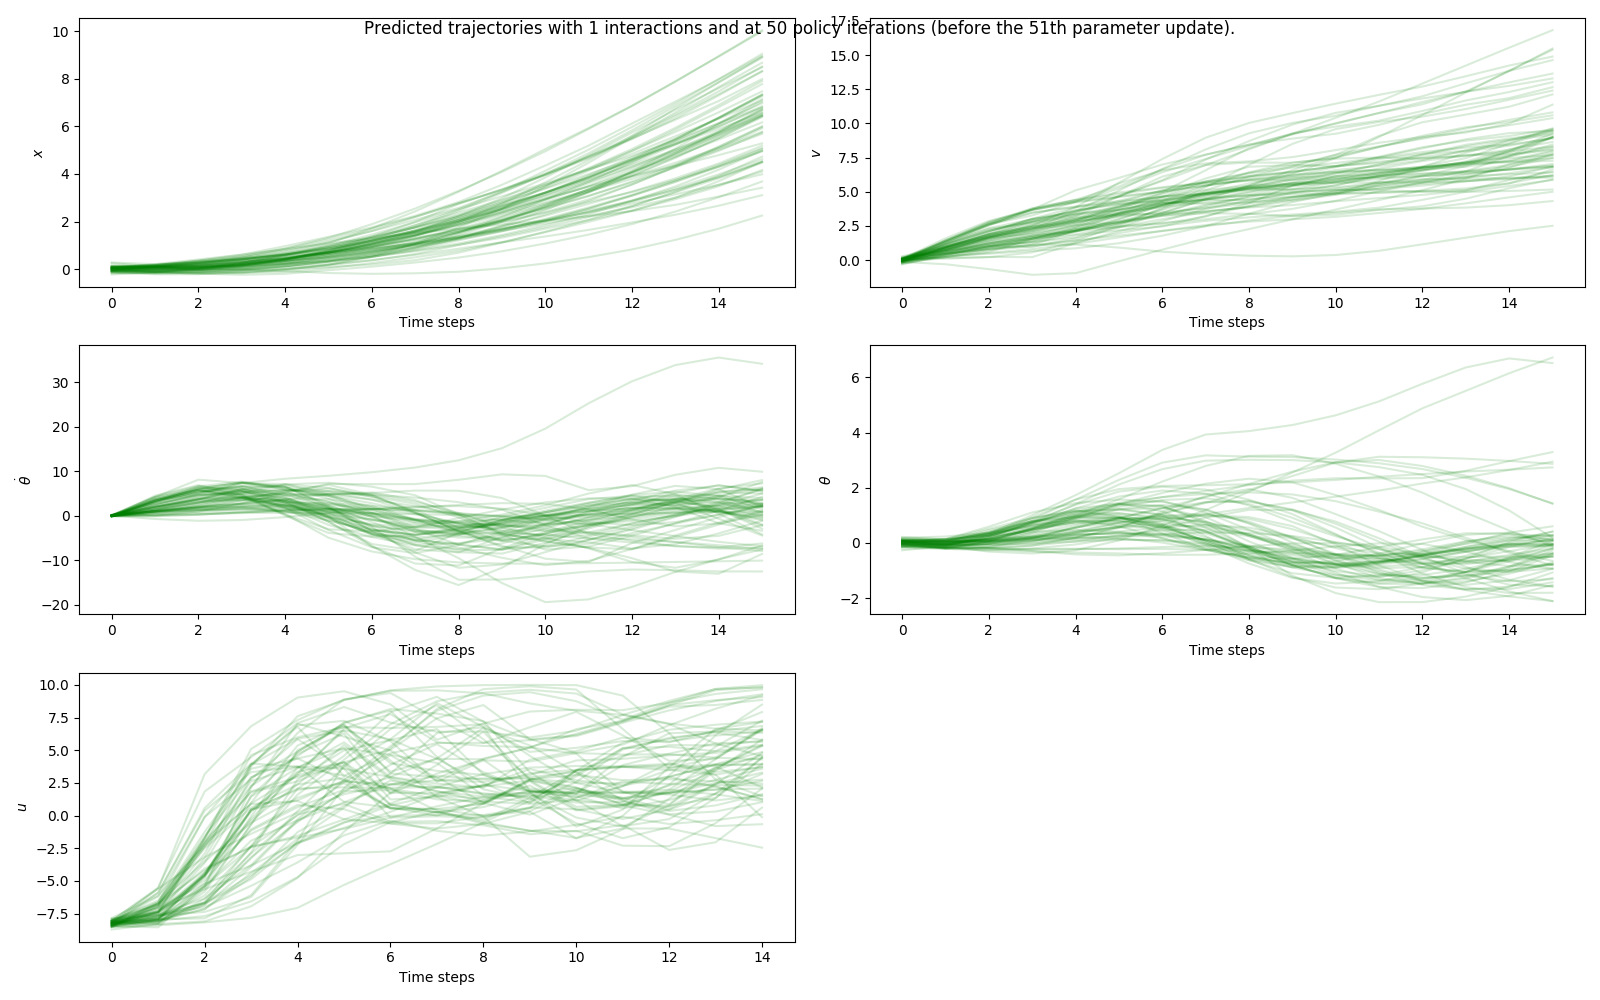 Predicted trajectories with 1 interactions and at 50 policy iterations (before the 51th parameter update).
10
8
6
4
2
0
x
0 2 4 6 8 10 12 14
Time steps
17.5
15.0
12.5
10.0
7.5
5.0
2.5
0.0
v
0 2 4 6 8 10 12 14
Time steps
30
20
10
0
−10
−20
θ̇
0 2 4 6 8 10 12 14
Time steps
6
4
2
0
−2
θ
0 2 4 6 8 10 12 14
Time steps
10.0
7.5
5.0
2.5
0.0
−2.5
−5.0
−7.5
u
0 2 4 6 8 10 12 14
Time steps